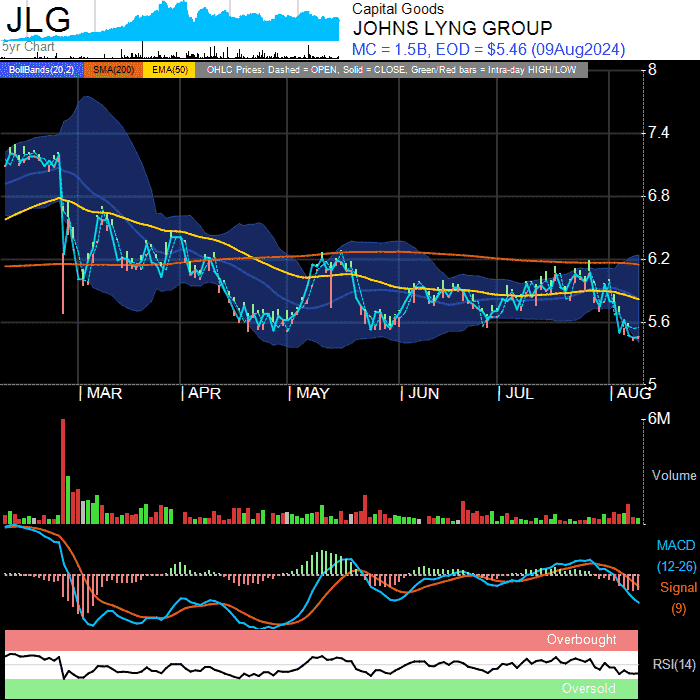 JLG
Capital Goods
JOHNS LYNG GROUP
5yr Chart
MC = 1.5B, EOD = $5.46 (09Aug2024)
BollBands(20,2) SMA(200) EMA(50) OHLC Prices: Dashed = OPEN, Solid = CLOSE, Green/Red bars = Intra-day HIGH/LOW
8
7.4
6.8
6.2
5.6
5
| MAR | APR | MAY | JUN | JUL | AUG
6M
Volume
MACD
(12-26)
Signal
(9)
Overbought
RSI(14)
Oversold